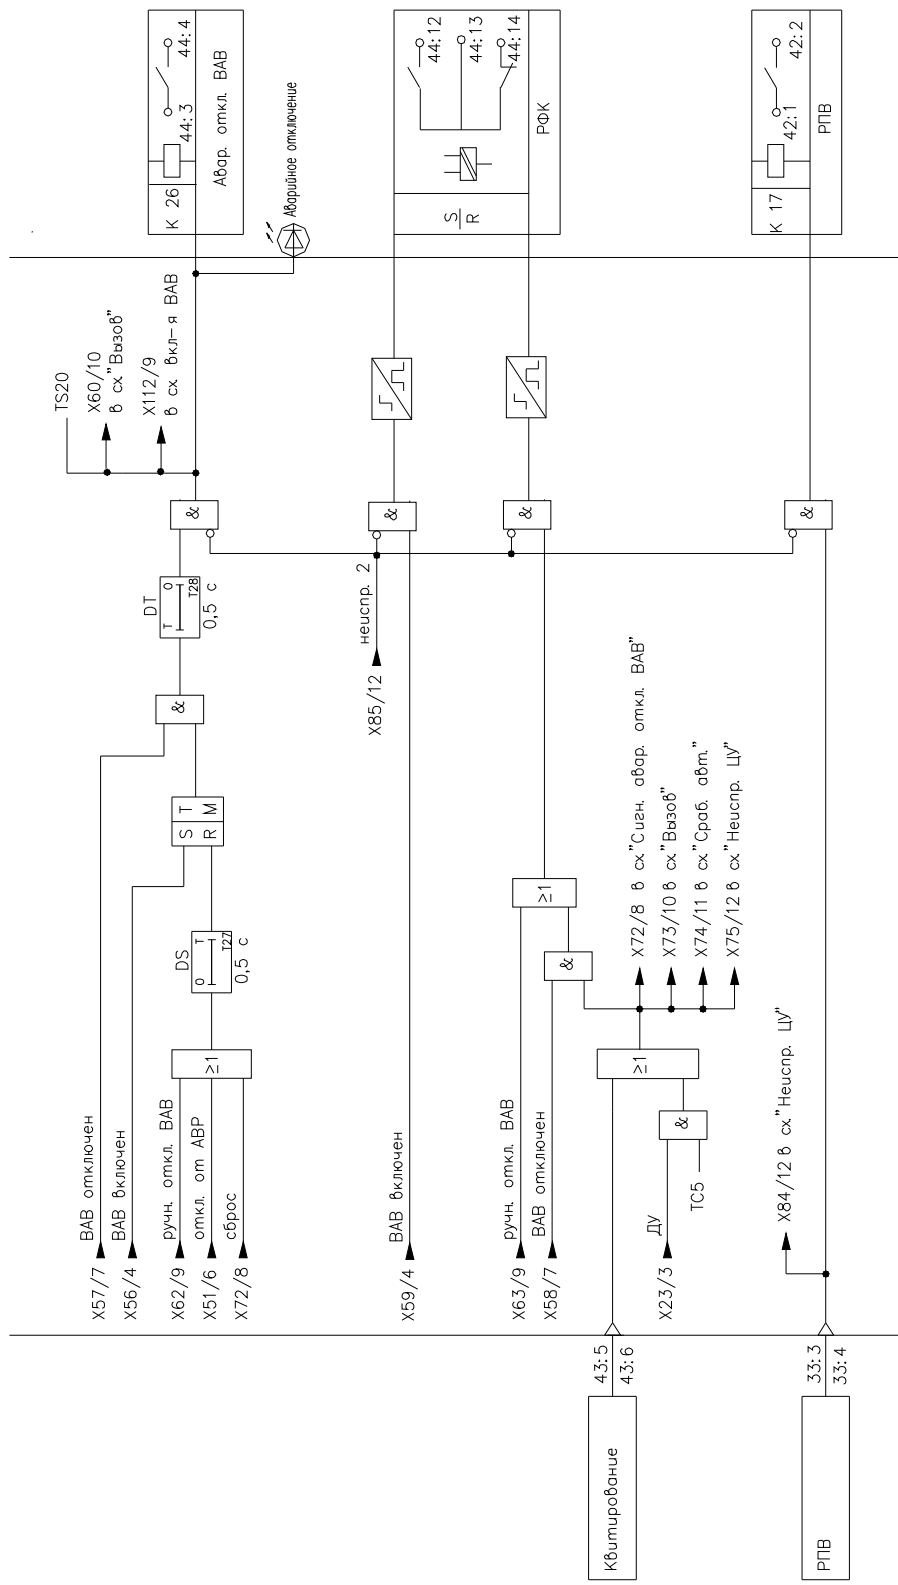 Квитирование
43:5
43:6
РПВ
33:3
33:4
X57/7
ВАВ отключен
X56/4
ВАВ включен
X62/9
ручн. откл. ВАВ
X51/6
откл. от АВР
X72/8
сброс
≥1
DS
О Т
T27
0,5 с
S T
R M
&
DT
Т О
T28
0,5 с
&
TS20
X60/10
в сх."Вызов"
X112/9
в сх. вкл-я ВАВ
К 26
44:3
44:4
Авар. откл. ВАВ
Аварийное отключение
X85/12
неиспр. 2
X59/4
ВАВ включен
&
X63/9
ручн. откл. ВАВ
X58/7
ВАВ отключен
≥1
&
&
S
R
44:12
44:13
44:14
РФК
X23/3
ДУ
ТС5
&
≥1
X72/8 в сх."Сигн. авар. откл. ВАВ"
X73/10 в сх."Вызов"
X74/11 в сх."Сраб. авт."
X75/12 в сх."Неиспр. ЦУ"
X84/12 в сх."Неиспр. ЦУ"
&
К 17
42:1
42:2
РПВ